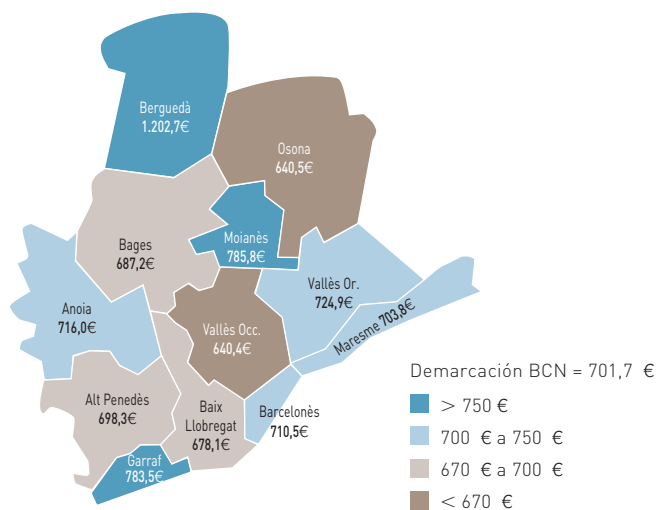 Berguedà
1.202,7€
Osona
640,5€
Moianès
785,8€
Bages
687,2€
Vallès Or.
724,9€
Maresme 703,8€
Anoia
716,0€
Vallès Occ.
640,4€
Alt Penedès
698,3€
Baix
Llobregat
678,1€
Barcelonès
710,5€
Garraf
783,5€
Demarcación BCN = 701,7 €
> 750 €
700 € a 750 €
670 € a 700 €
< 670 €